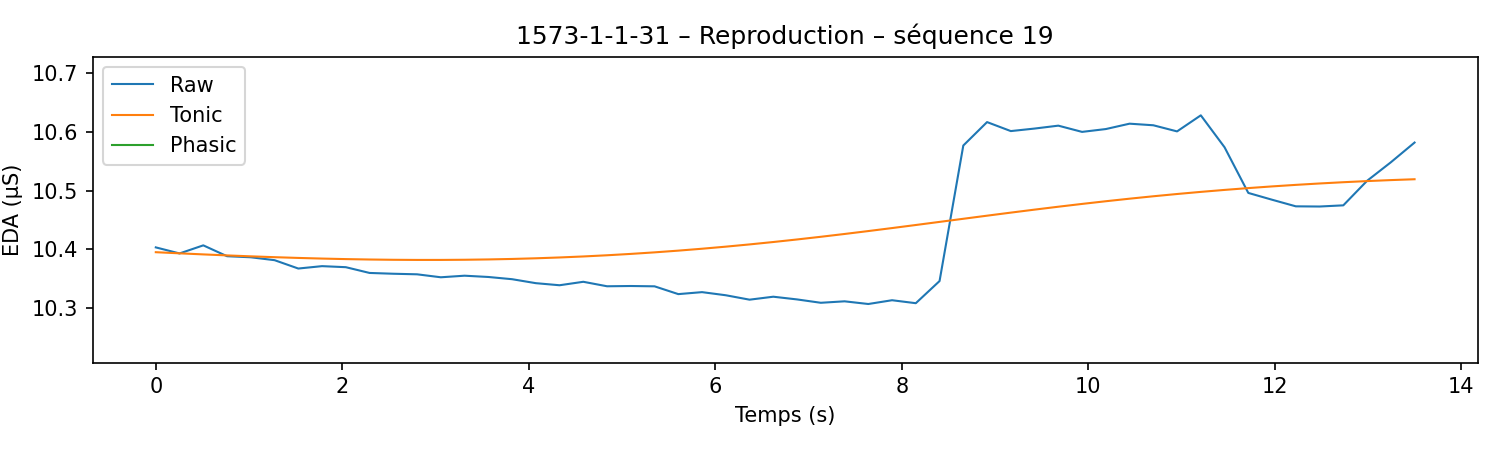 1573-1-1-31 – Reproduction – séquence 19
Raw
Tonic
Phasic
EDA (µS)
10.7
10.6
10.5
10.4
10.3
0 2 4 6 8 10 12 14
Temps (s)